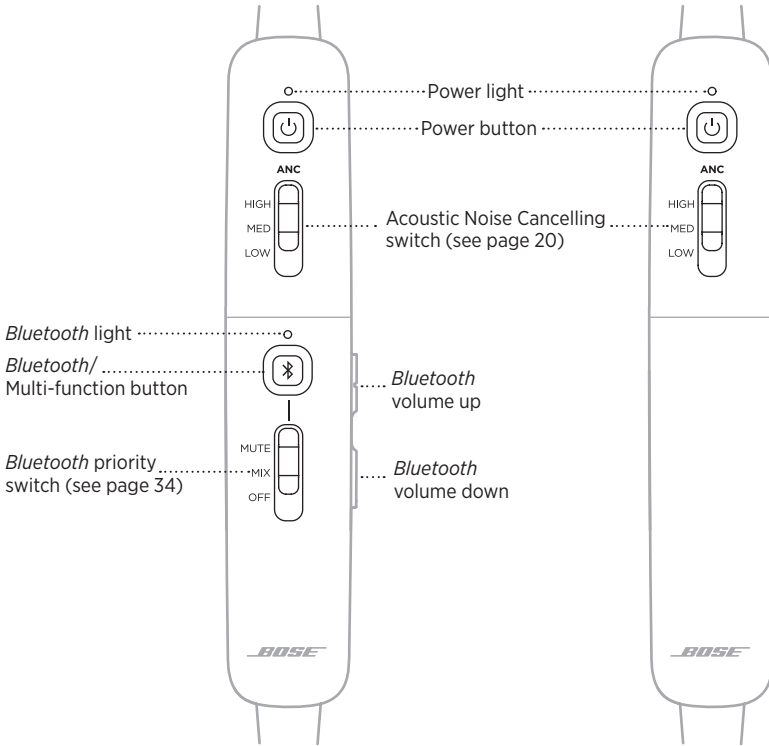 Power light
Power button
ANC
ANC
HIGH
MED
LOW
Acoustic Noise Cancelling
switch (see page 20)
HIGH
MED
LOW
Bluetooth light
Bluetooth/
Multi-function button
Bluetooth
volume up
MUTE
MIX
OFF
Bluetooth priority
switch (see page 34)
Bluetooth
volume down
BOSE
BOSE